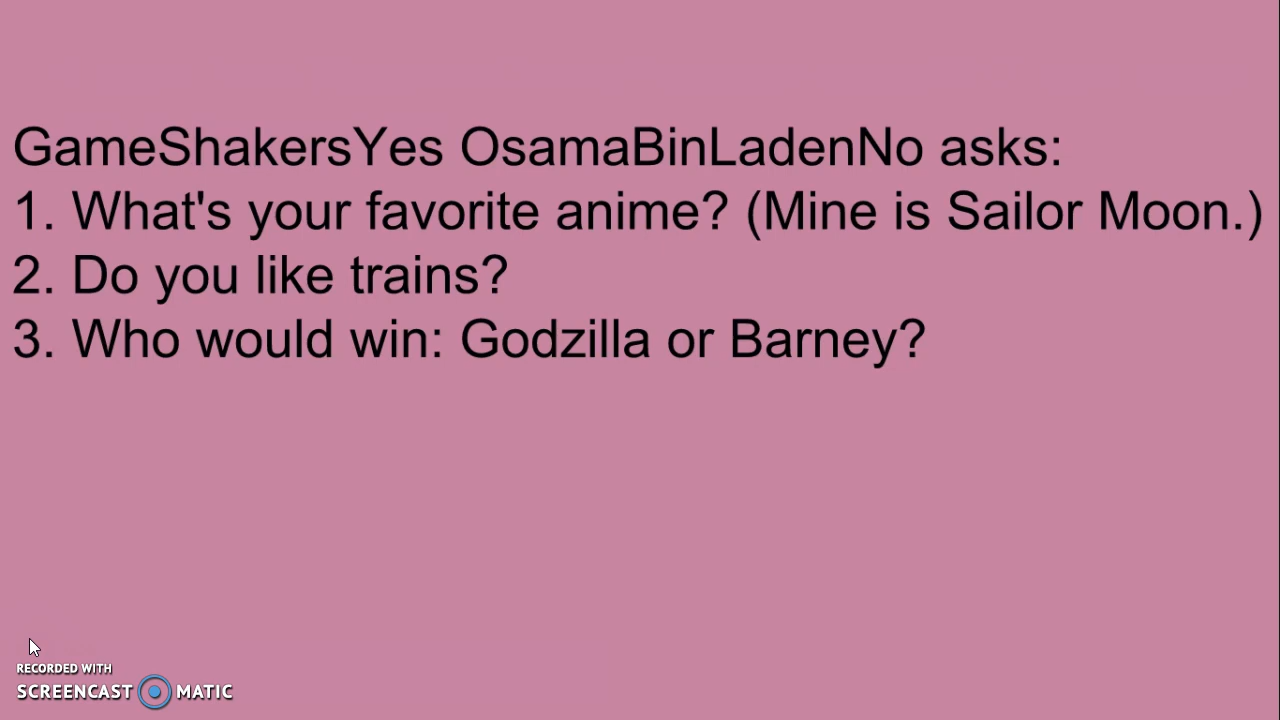 GameShakersYes OsamaBinLadenNo asks:
1. What's your favorite anime? (Mine is Sailor Moon.)
2. Do you like trains?
3. Who would win: Godzilla or Barney?
RECORDED WITH
SCREENCAST MATIC